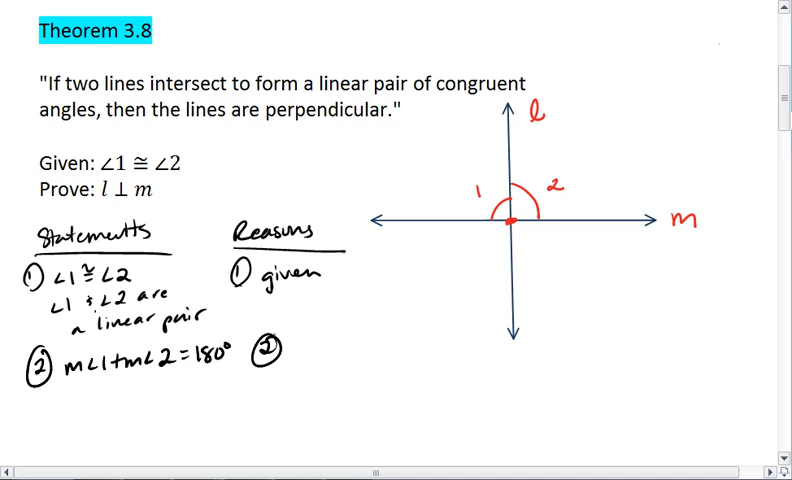 Theorem 3.8
"If two lines intersect to form a linear pair of congruent
angles, then the lines are perpendicular."
Given: ∠1 ≅ ∠2
Prove: l ⊥ m
l
1 2
m
Statements Reasons
① ∠1 ≅ ∠2 ① given
∠1 & ∠2 are
a linear pair
② m∠1+m∠2=180° ②